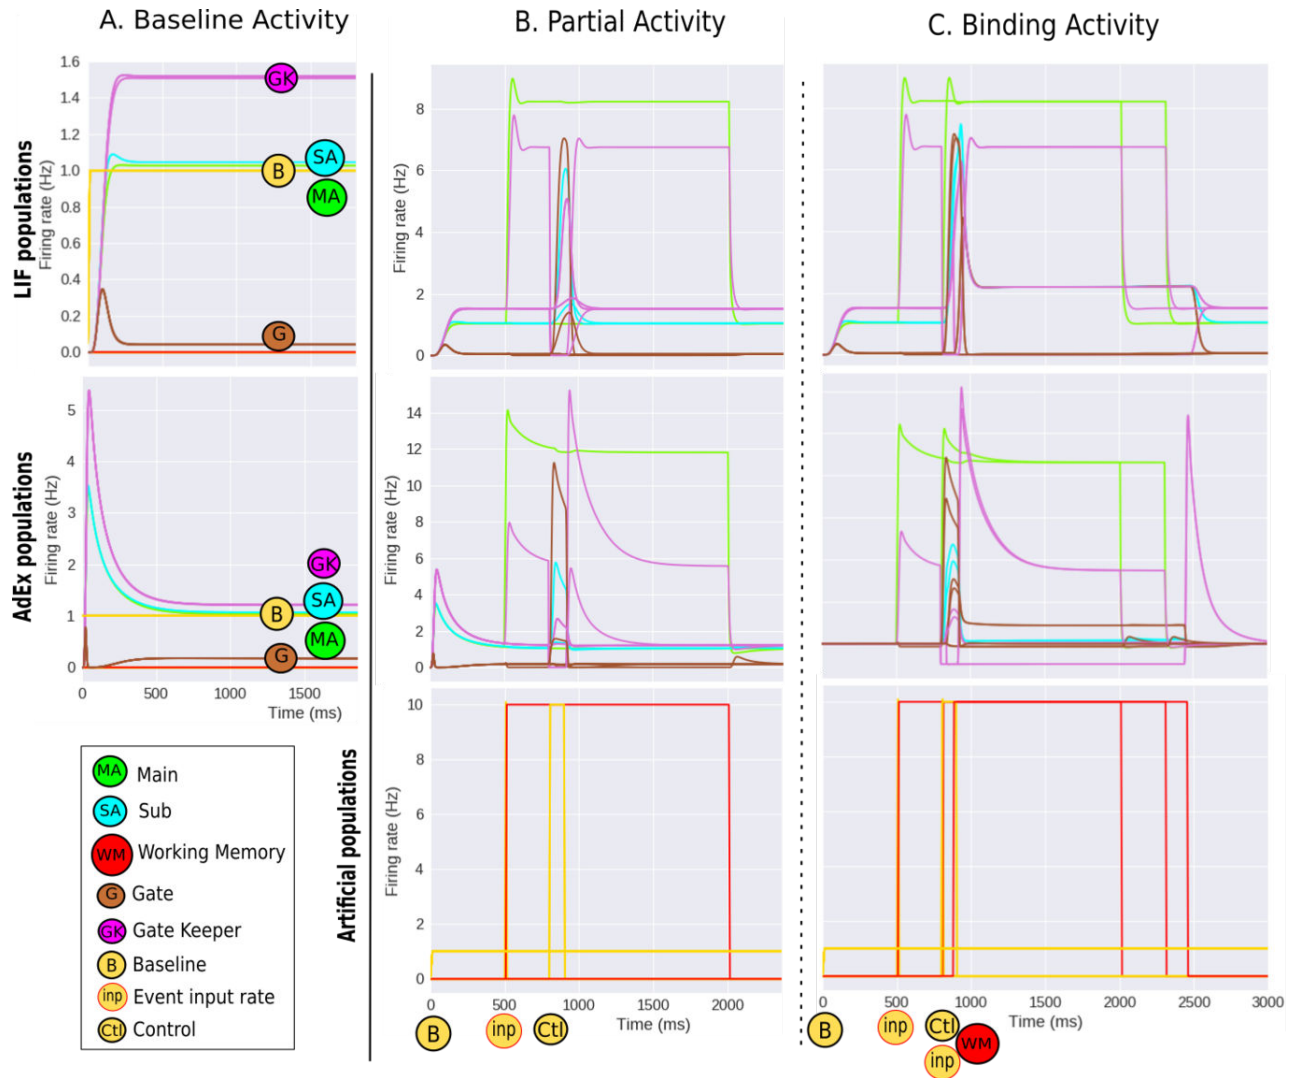 A. Baseline Activity
B. Partial Activity
C. Binding Activity
LIF populations
Firing rate (Hz)
1.6
1.4
1.2
1.0
0.8
0.6
0.4
0.2
0.0
GK
SA
B
MA
G
Firing rate (Hz)
8
6
4
2
0
AdEx populations
Firing rate (Hz)
5
4
3
2
1
0
GK
SA
B
MA
G
0 500 1000 1500
Time (ms)
Firing rate (Hz)
14
12
10
8
6
4
2
0
MA Main
SA Sub
WM Working Memory
G Gate
GK Gate Keeper
B Baseline
inp Event input rate
Ctl Control
Artificial populations
Firing rate (Hz)
10
8
6
4
2
0
0 500 1000 1500 2000
Time (ms)
B inp Ctl
0 500 1000 1500 2000 2500 3000
Time (ms)
B inp Ctl
WM
inp